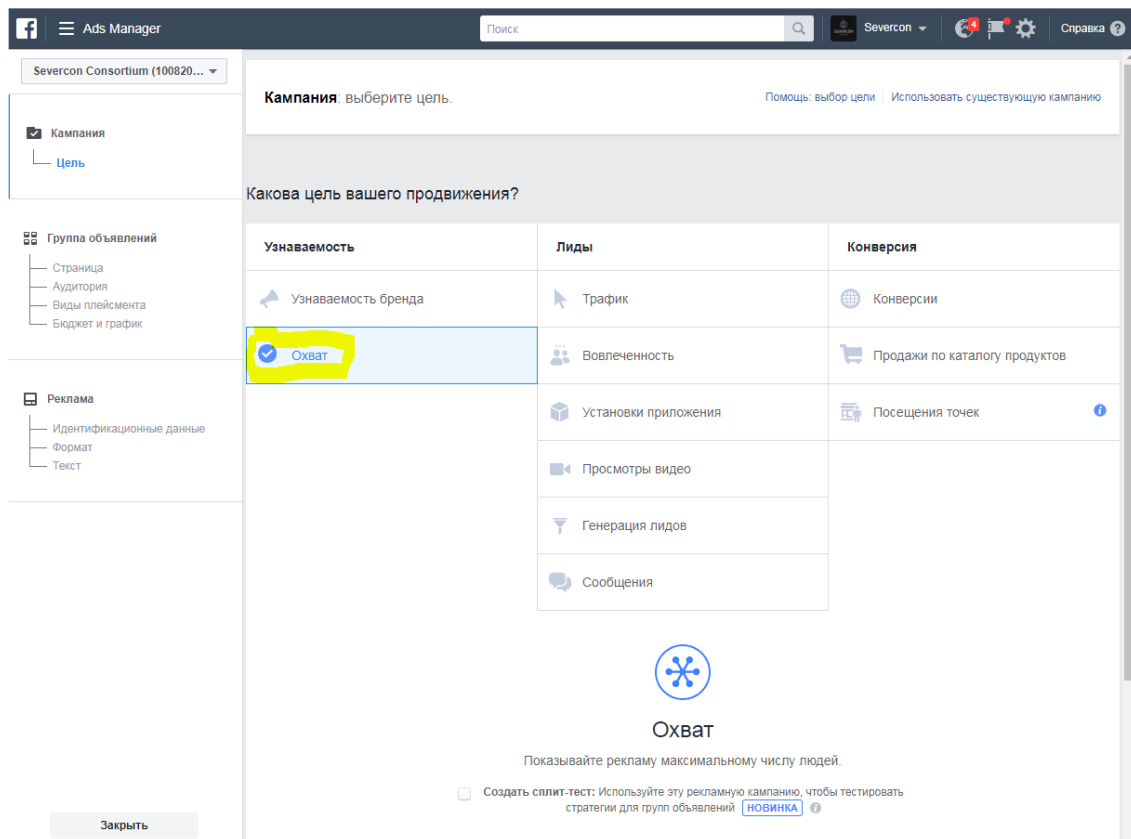 Ads Manager
Поиск
Severcon
4
Справка
Severcon Consortium (100820...
Кампания
Цель
Группа объявлений
Страница
Аудитория
Виды плейсмента
Бюджет и график
Реклама
Идентификационные данные
Формат
Текст
Закрыть
Кампания: выберите цель.
Помощь: выбор цели
Использовать существующую кампанию
Какова цель вашего продвижения?
Узнаваемость
Лиды
Конверсия
Узнаваемость бренда
Трафик
Конверсии
Охват
Вовлеченность
Продажи по каталогу продуктов
Установки приложения
Посещения точек
Просмотры видео
Генерация лидов
Сообщения
Охват
Показывайте рекламу максимальному числу людей.
Создать сплит-тест: Используйте эту рекламную кампанию, чтобы тестировать
стратегии для групп объявлений НОВИНКА